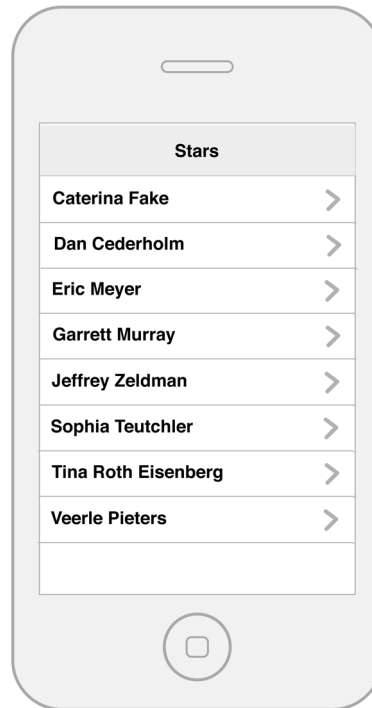 Stars
Caterina Fake
Dan Cederholm
Eric Meyer
Garrett Murray
Jeffrey Zeldman
Sophia Teutchler
Tina Roth Eisenberg
Veerle Pieters